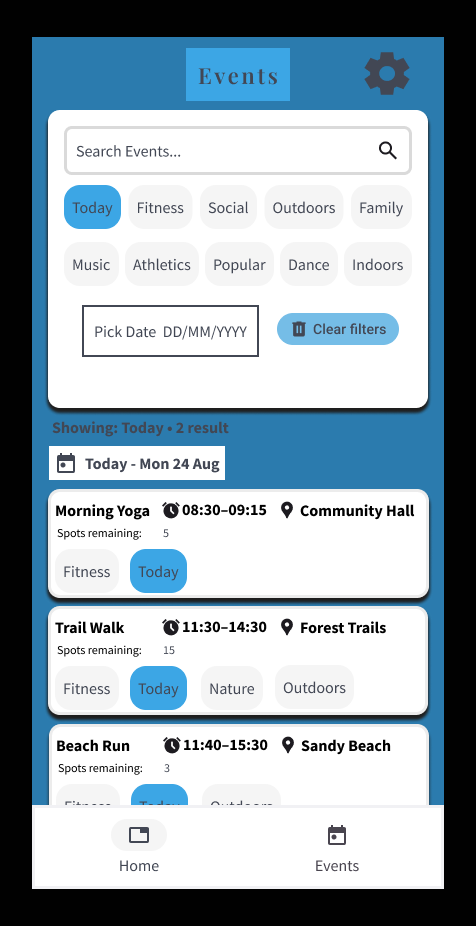 Events
Search Events...
Today Fitness Social Outdoors Family
Music Athletics Popular Dance Indoors
Pick Date DD/MM/YYYY Clear filters
Showing: Today • 2 result
Today - Mon 24 Aug
Morning Yoga 08:30–09:15 Community Hall
Spots remaining: 5
Fitness Today
Trail Walk 11:30–14:30 Forest Trails
Spots remaining: 15
Fitness Today Nature Outdoors
Beach Run 11:40–15:30 Sandy Beach
Spots remaining: 3
Fitness Today Outdoors
Home Events